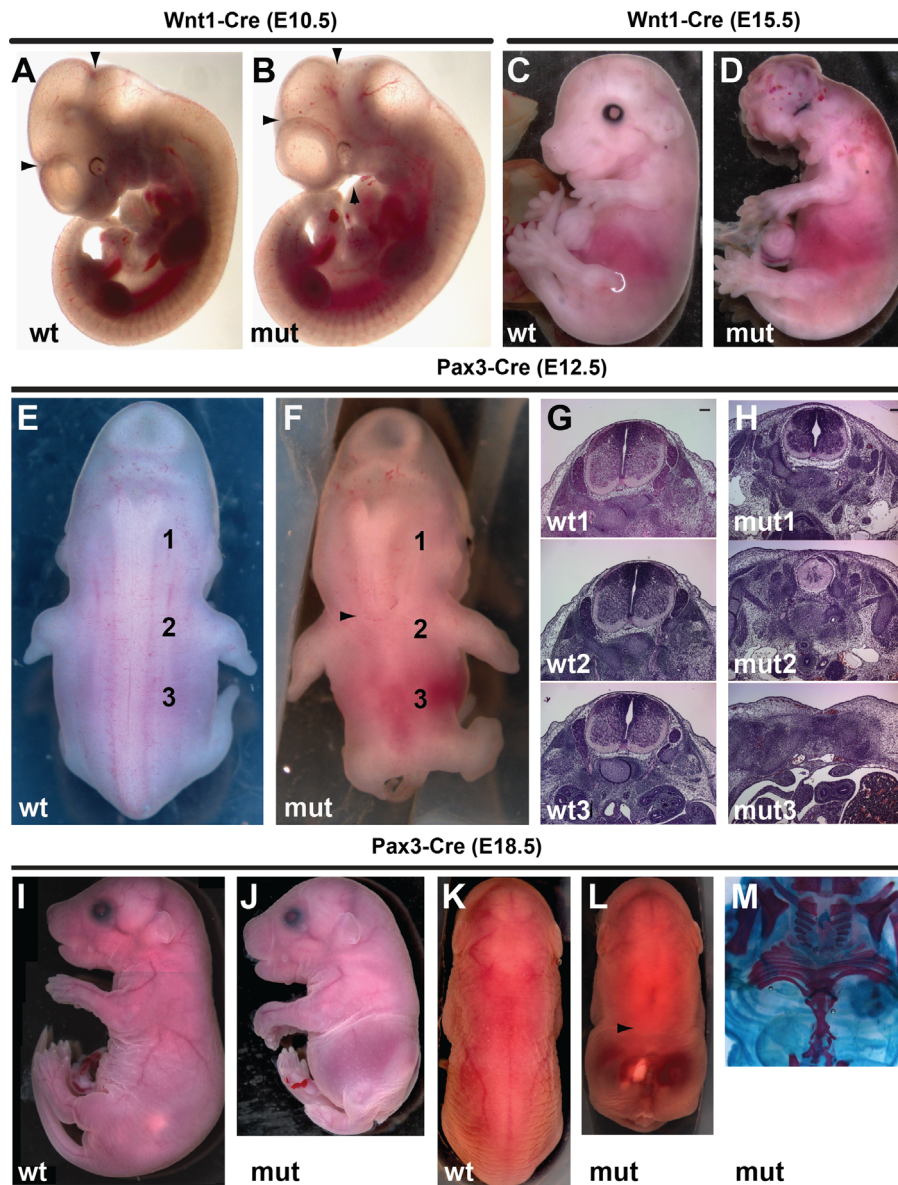 Wnt1-Cre (E10.5)
Wnt1-Cre (E15.5)
A
B
C
D
wt
mut
wt
mut
Pax3-Cre (E12.5)
E
F
G
H
1
1
2
2
3
3
wt
mut
wt1
mut1
wt2
mut2
wt3
mut3
Pax3-Cre (E18.5)
I
J
K
L
M
wt
mut
wt
mut
mut